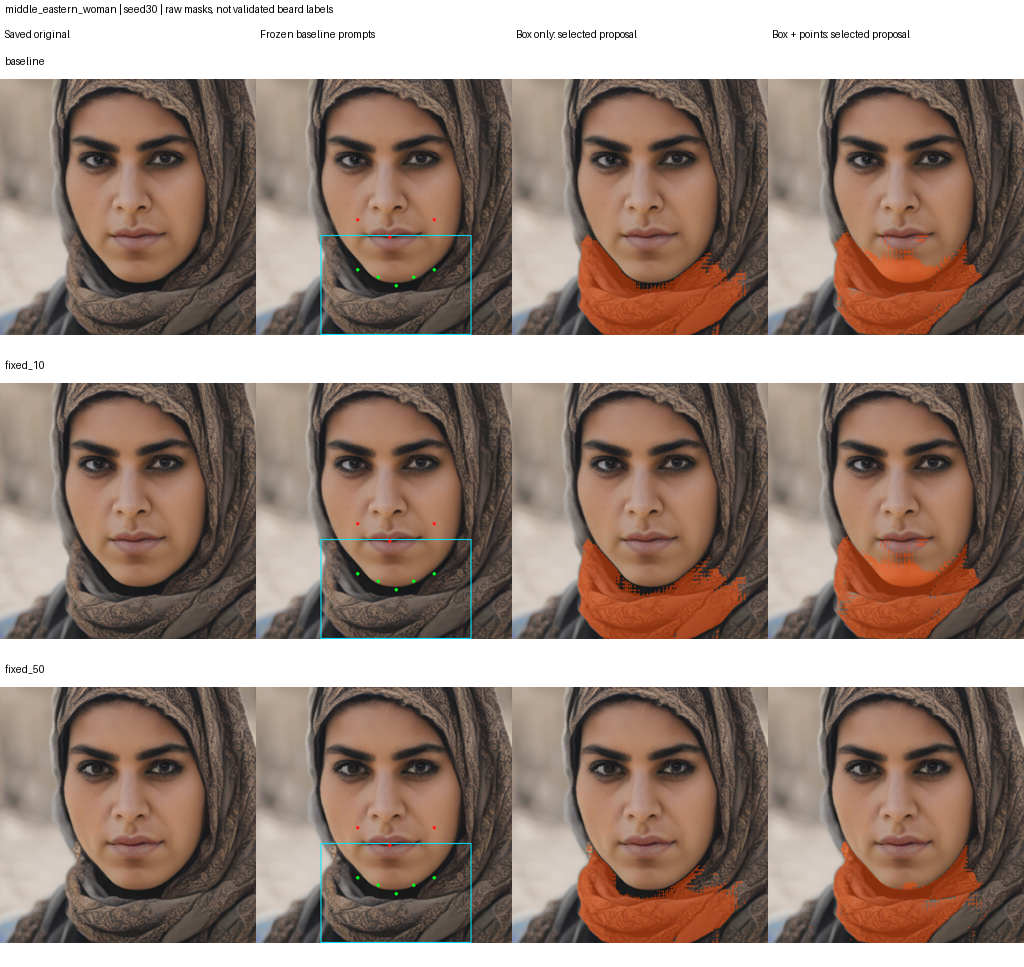 middle_eastern_woman | seed30 | raw masks, not validated beard labels
Saved original Frozen baseline prompts Box only: selected proposal Box + points: selected proposal
baseline
fixed_10
fixed_50